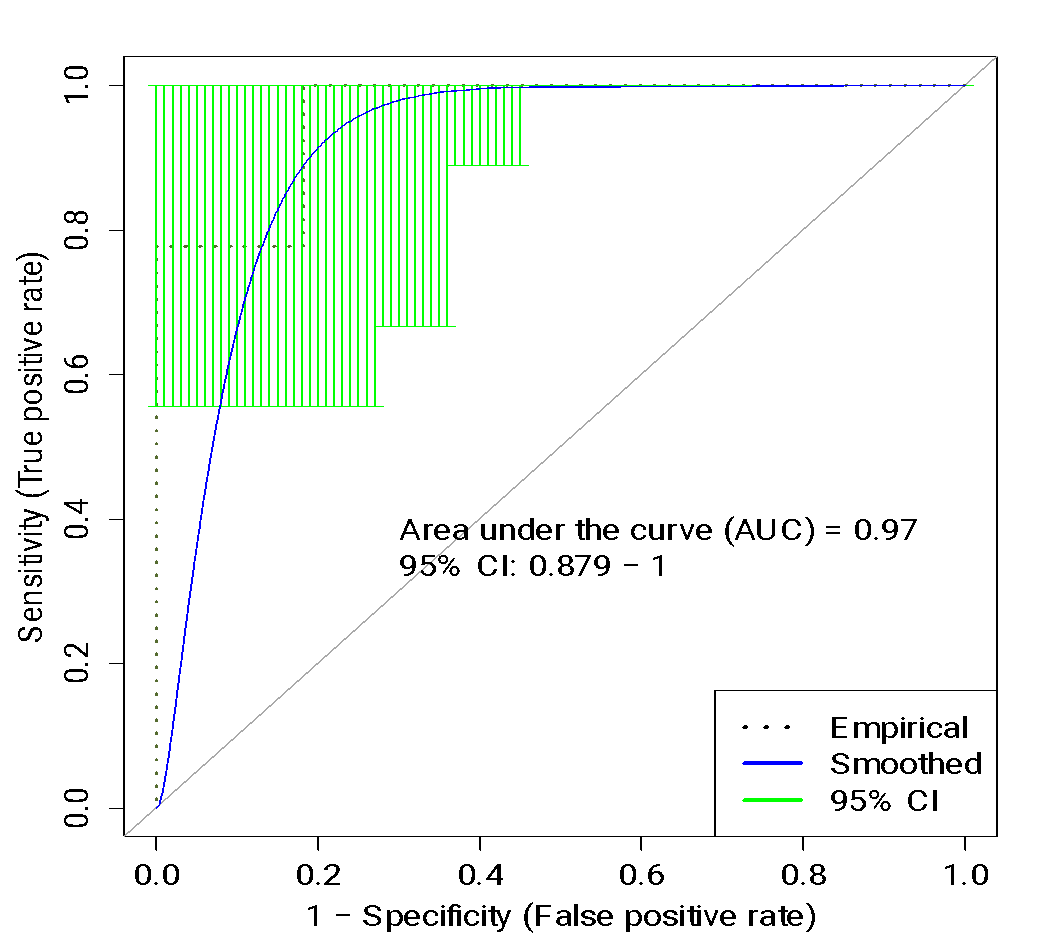 1.0
0.8
0.6
0.4
0.2
0.0
Sensitivity (True positive rate)
Area under the curve (AUC) = 0.97
95% CI: 0.879 − 1
Empirical
Smoothed
95% CI
0.0 0.2 0.4 0.6 0.8 1.0
1 − Specificity (False positive rate)